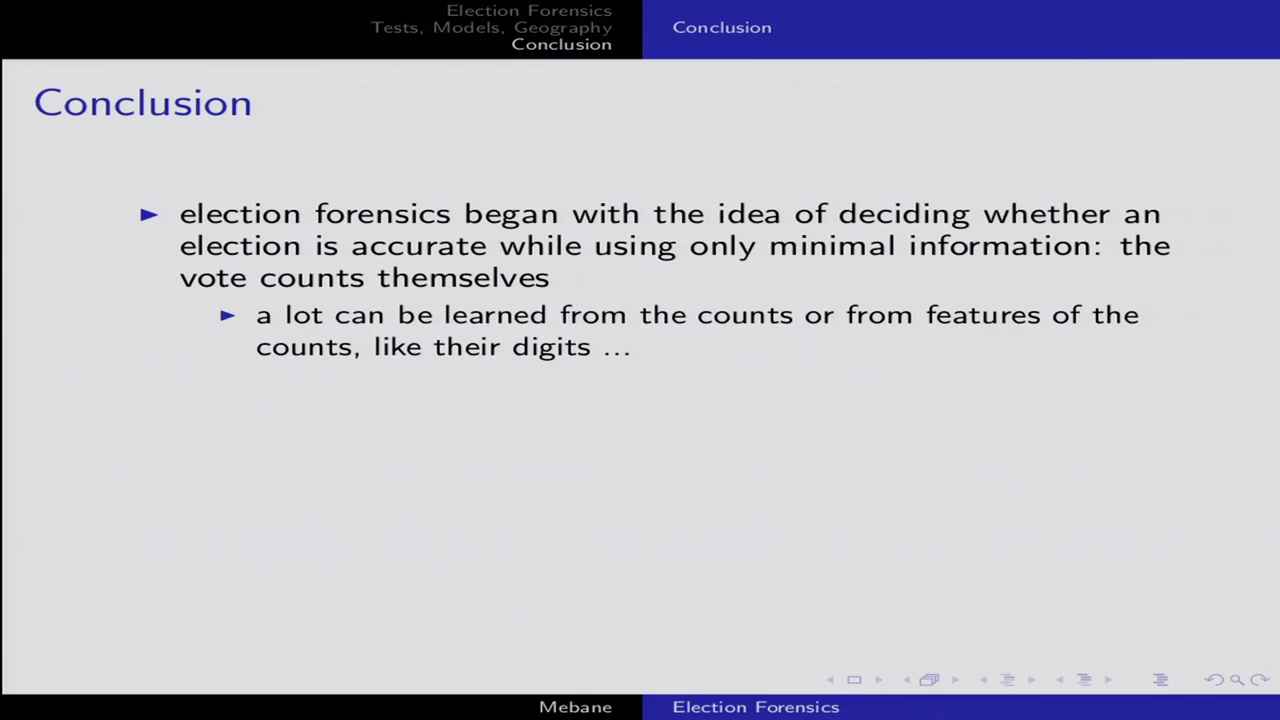 Election Forensics
Tests, Models, Geography
Conclusion
Conclusion
Conclusion
election forensics began with the idea of deciding whether an
election is accurate while using only minimal information: the
vote counts themselves
a lot can be learned from the counts or from features of the
counts, like their digits ...
Mebane
Election Forensics